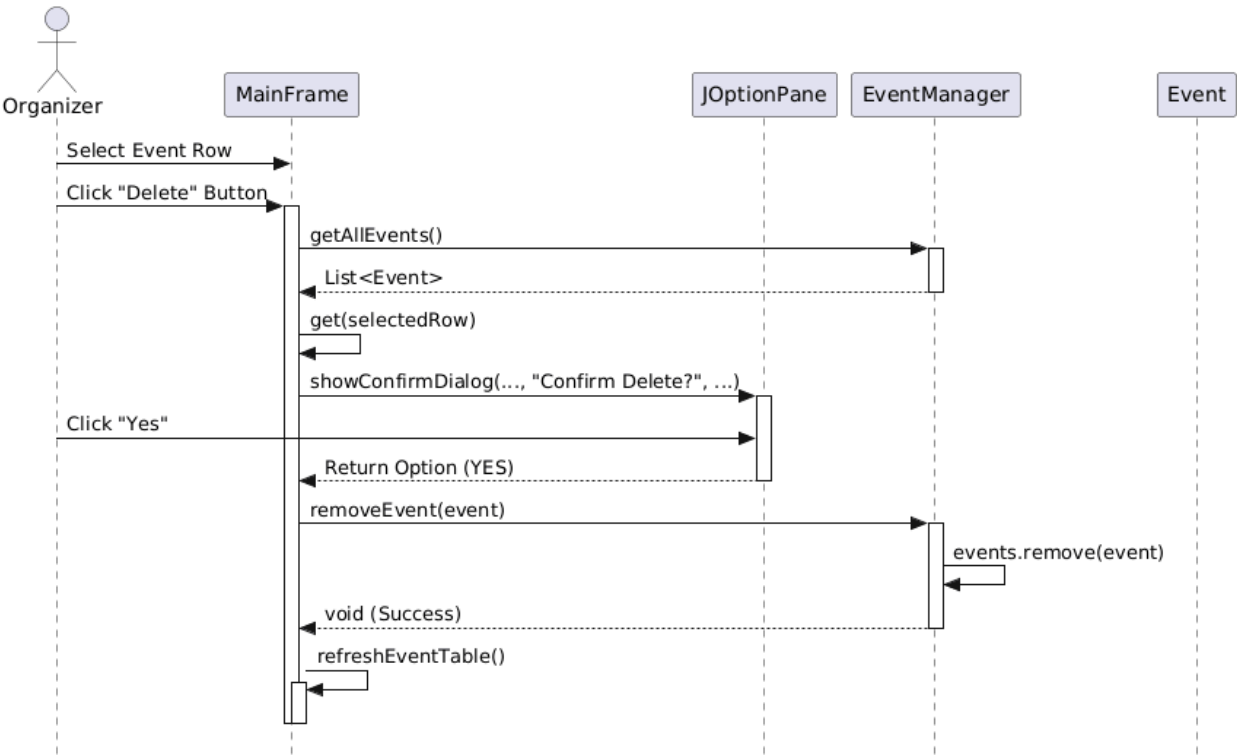 Organizer
MainFrame
JOptionPane
EventManager
Event
Select Event Row
Click "Delete" Button
getAllEvents()
List<Event>
get(selectedRow)
showConfirmDialog(..., "Confirm Delete?", ...)
Click "Yes"
Return Option (YES)
removeEvent(event)
events.remove(event)
void (Success)
refreshEventTable()